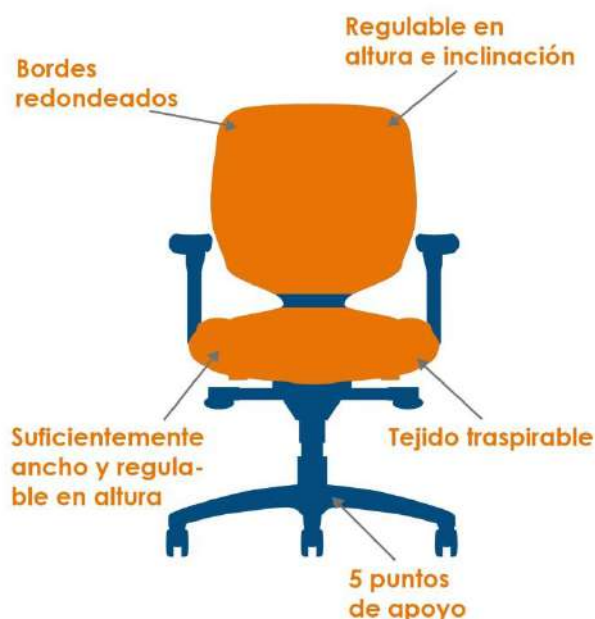 Regulable en
altura e inclinación
Bordes
redondeados
Suficientemente
ancho y regula-
ble en altura
Tejido traspirable
5 puntos
de apoyo